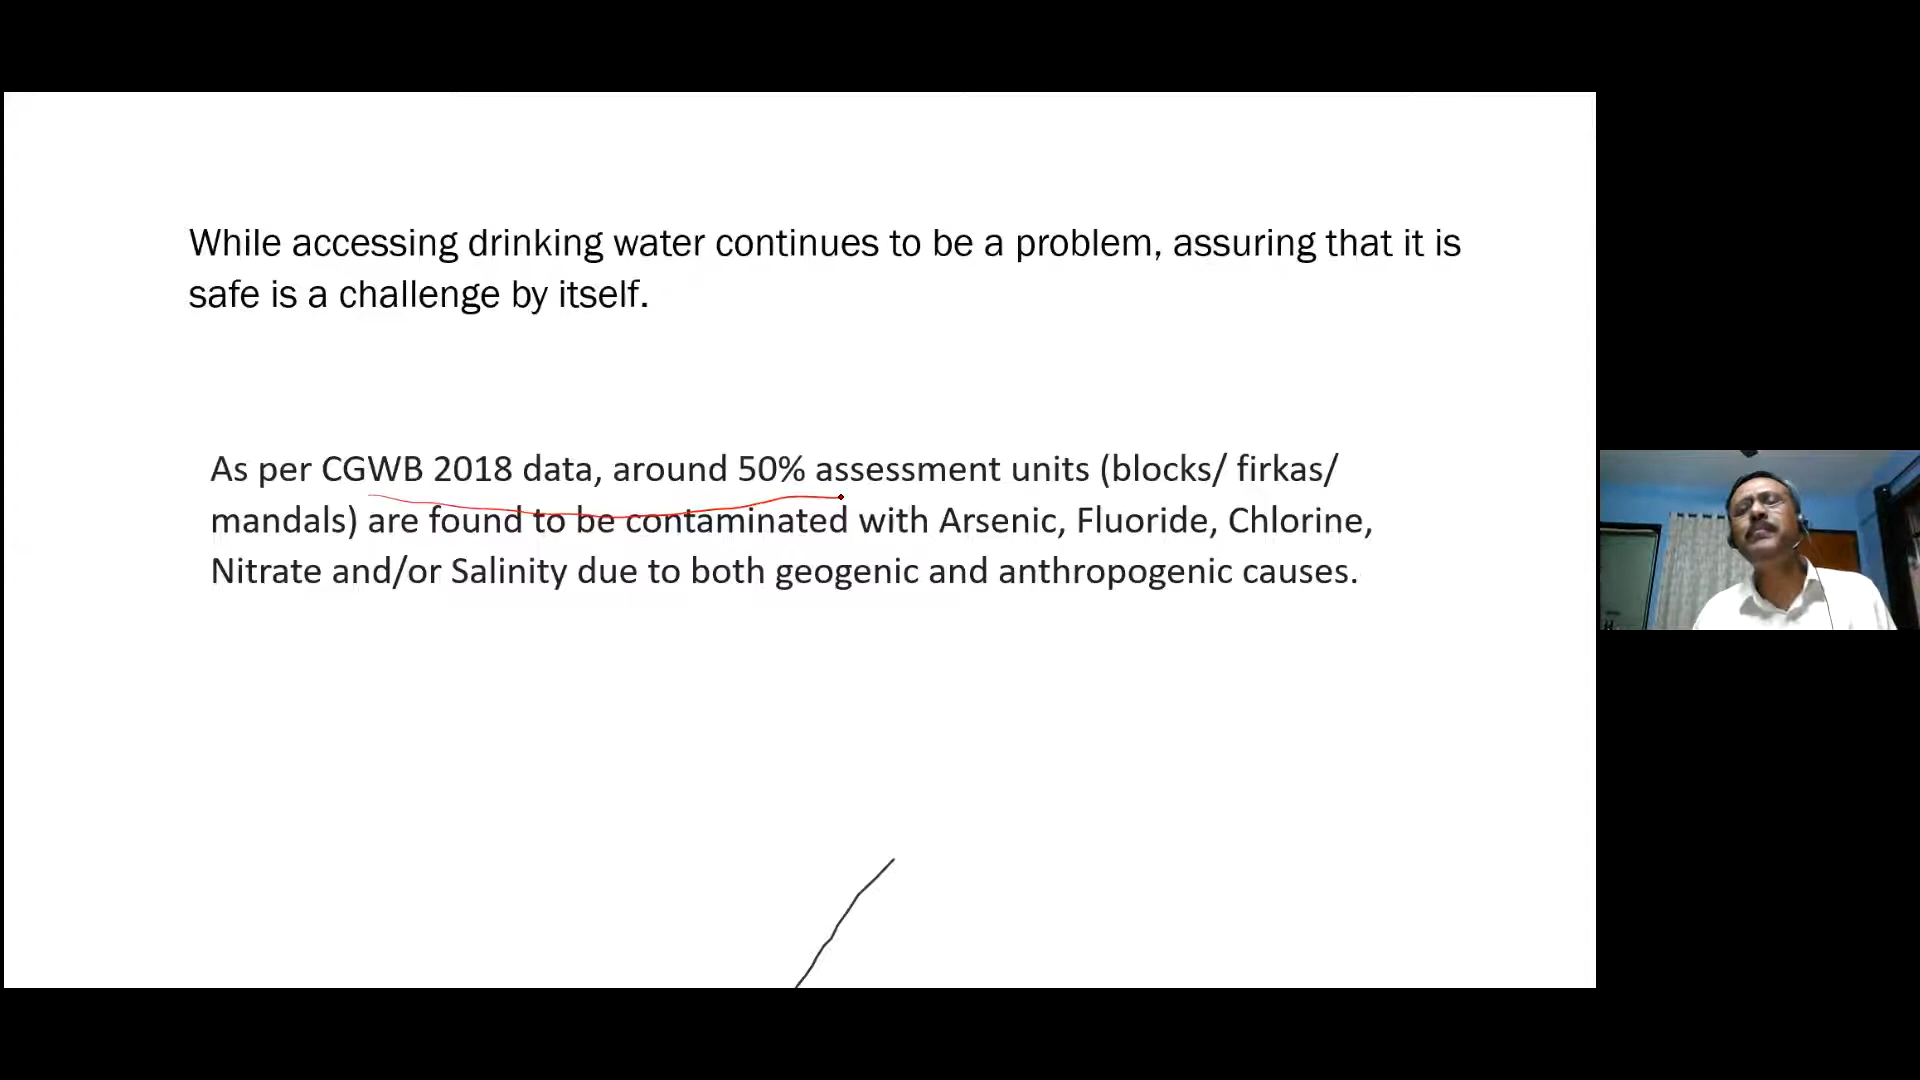 While accessing drinking water continues to be a problem, assuring that it is
safe is a challenge by itself.
As per CGWB 2018 data, around 50% assessment units (blocks/ firkas/
mandals) are found to be contaminated with Arsenic, Fluoride, Chlorine,
Nitrate and/or Salinity due to both geogenic and anthropogenic causes.